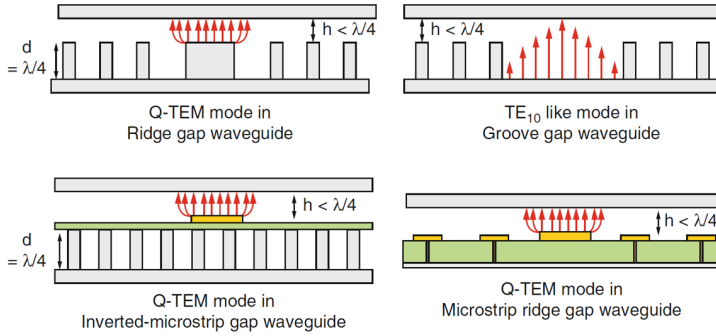 h < λ/4
d
= λ/4
Q-TEM mode in
Ridge gap waveguide
h < λ/4
TE₁₀ like mode in
Groove gap waveguide
h < λ/4
d
= λ/4
Q-TEM mode in
Inverted-microstrip gap waveguide
h < λ/4
Q-TEM mode in
Microstrip ridge gap waveguide